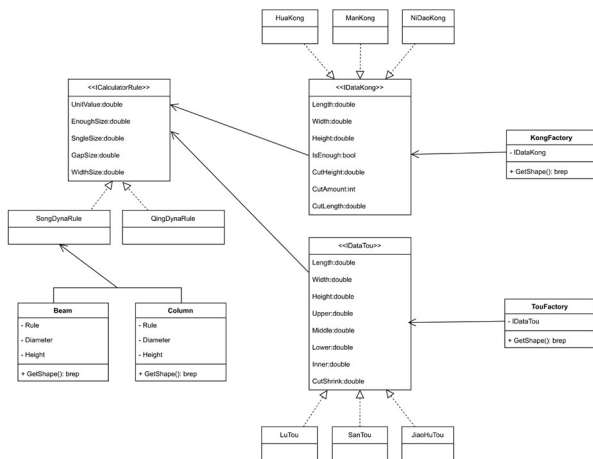 HuaKong
ManKong
NiDaoKong
<<ICalculatorRule>>
UnitValue:double
EnoughSize:double
SngleSize:double
GapSize:double
WidthSize:double
<<IDataKong>>
Length:double
Width:double
Height:double
IsEnough:bool
CutHeight:double
CutAmount:int
CutLength:double
KongFactory
- IDataKong
+ GetShape(): brep
SongDynaRule
QingDynaRule
<<IDataTou>>
Length:double
Width:double
Height:double
Upper:double
Middle:double
Lower:double
Inner:double
CutShrink:double
Beam
- Rule
- Diameter
- Height
+ GetShape(): brep
Column
- Rule
- Diameter
- Height
+ GetShape(): brep
TouFactory
- IDataTou
+ GetShape(): brep
LuTou
SanTou
JiaoHuTou